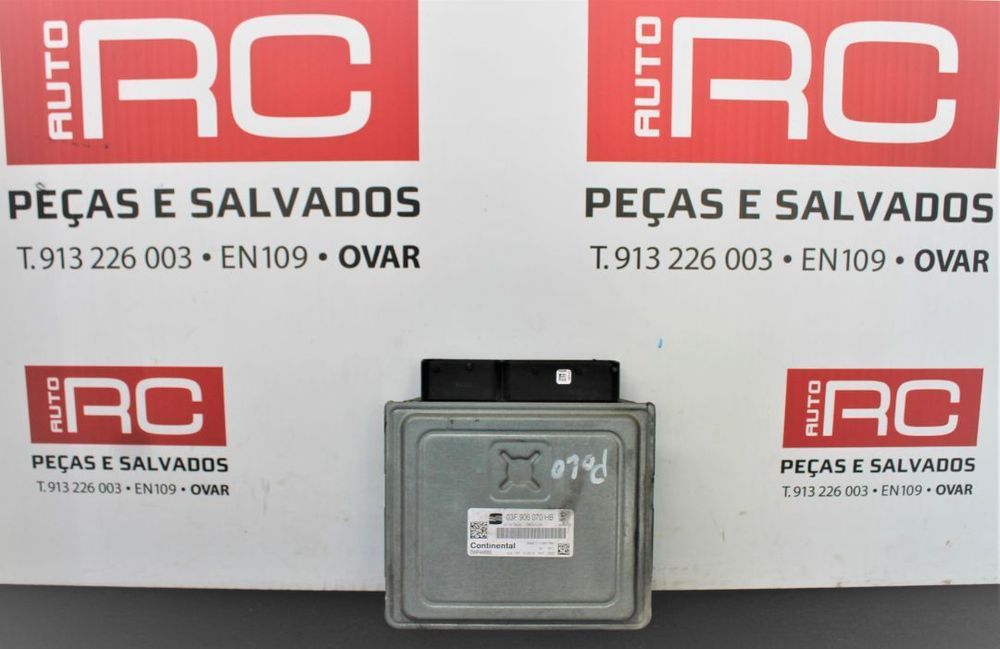 AUTO RC
PEÇAS E SALVADOS
T. 913 226 003 • EN109 • OVAR
AUTO RC
PEÇAS E SALVADOS
T. 913 226 003 • EN109 • OVAR
AUTO RC
PEÇAS E SALVADOS
T. 913 226 003 • EN109 • OVAR
AUTO RC
PEÇAS E SALVADOS
T. 913 226 003 • EN109 • OVAR
POLO
03F 906 070 HB
Continental